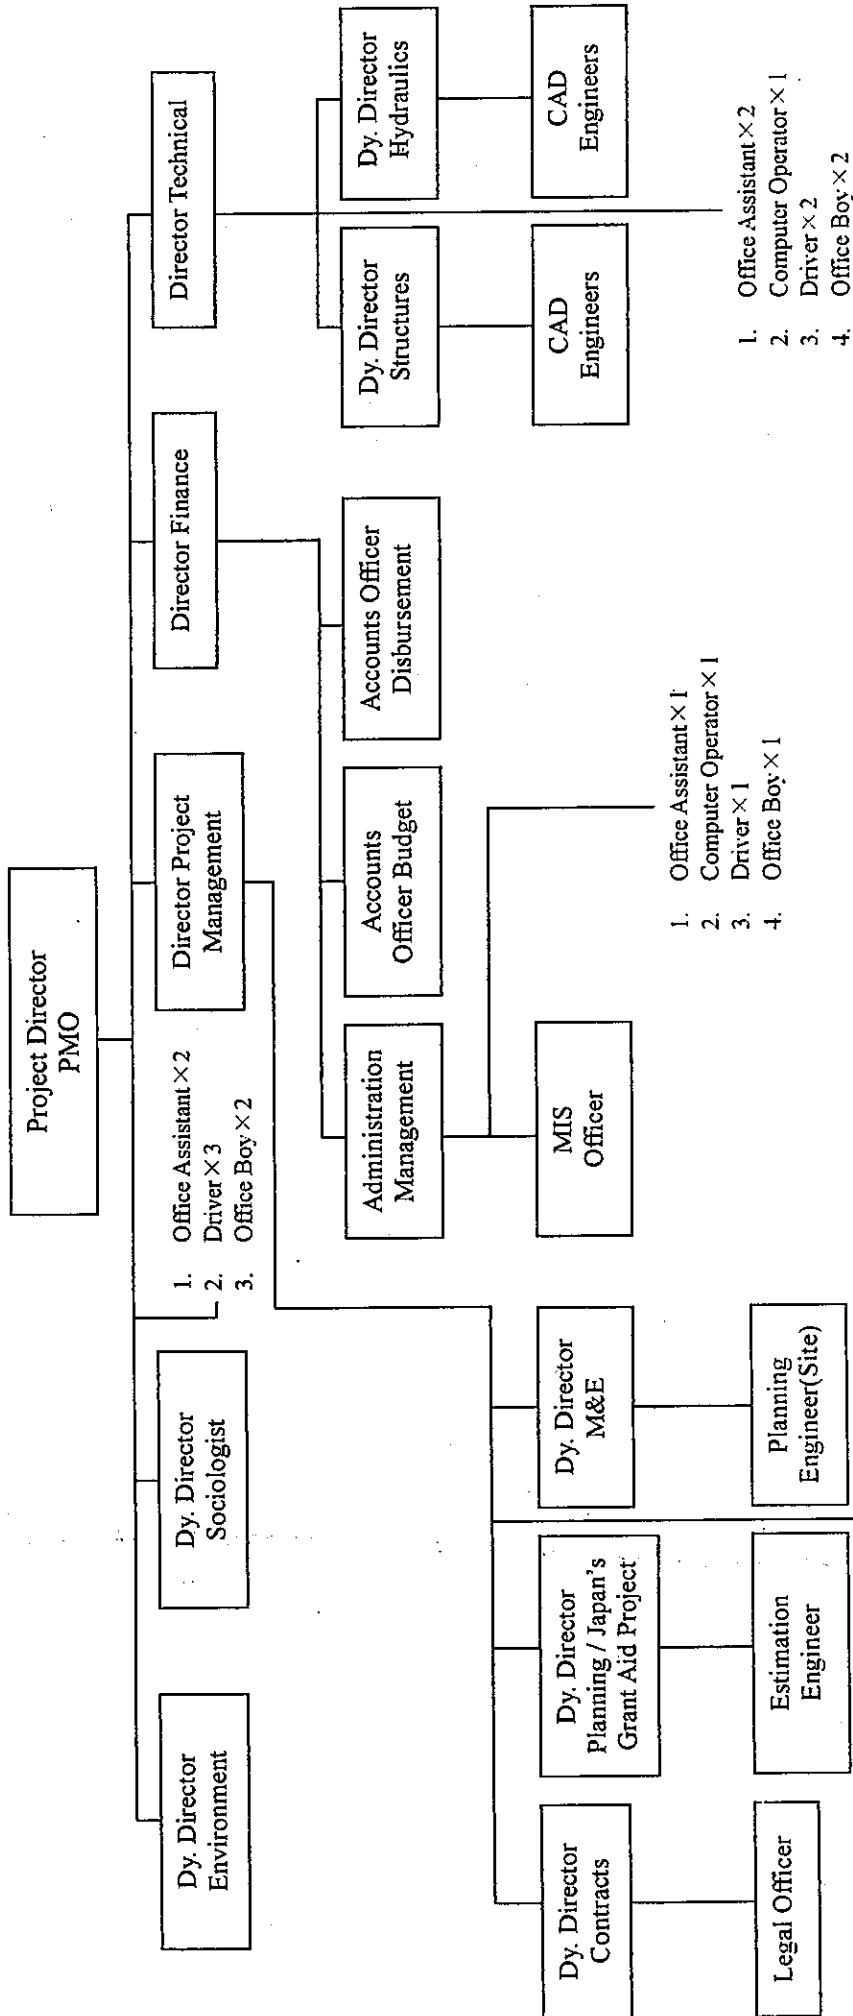 Project Director
PMO
Dy. Director
Environment
Dy. Director
Sociologist
1. Office Assistant×2
2. Driver×3
3. Office Boy×2
Director Project
Management
Director Finance
Director Technical
Administration
Management
Accounts
Officer Budget
Accounts Officer
Disbursement
Dy. Director
Structures
Dy. Director
Hydraulics
MIS
Officer
CAD
Engineers
CAD
Engineers
1. Office Assistant×1
2. Computer Operator×1
3. Driver×1
4. Office Boy×1
1. Office Assistant×2
2. Computer Operator×1
3. Driver×2
4. Office Boy×2
Dy. Director
Contracts
Dy. Director
Planning / Japan's
Grant Aid Project
Dy. Director
M&E
Legal Officer
Estimation
Engineer
Planning
Engineer(Site)